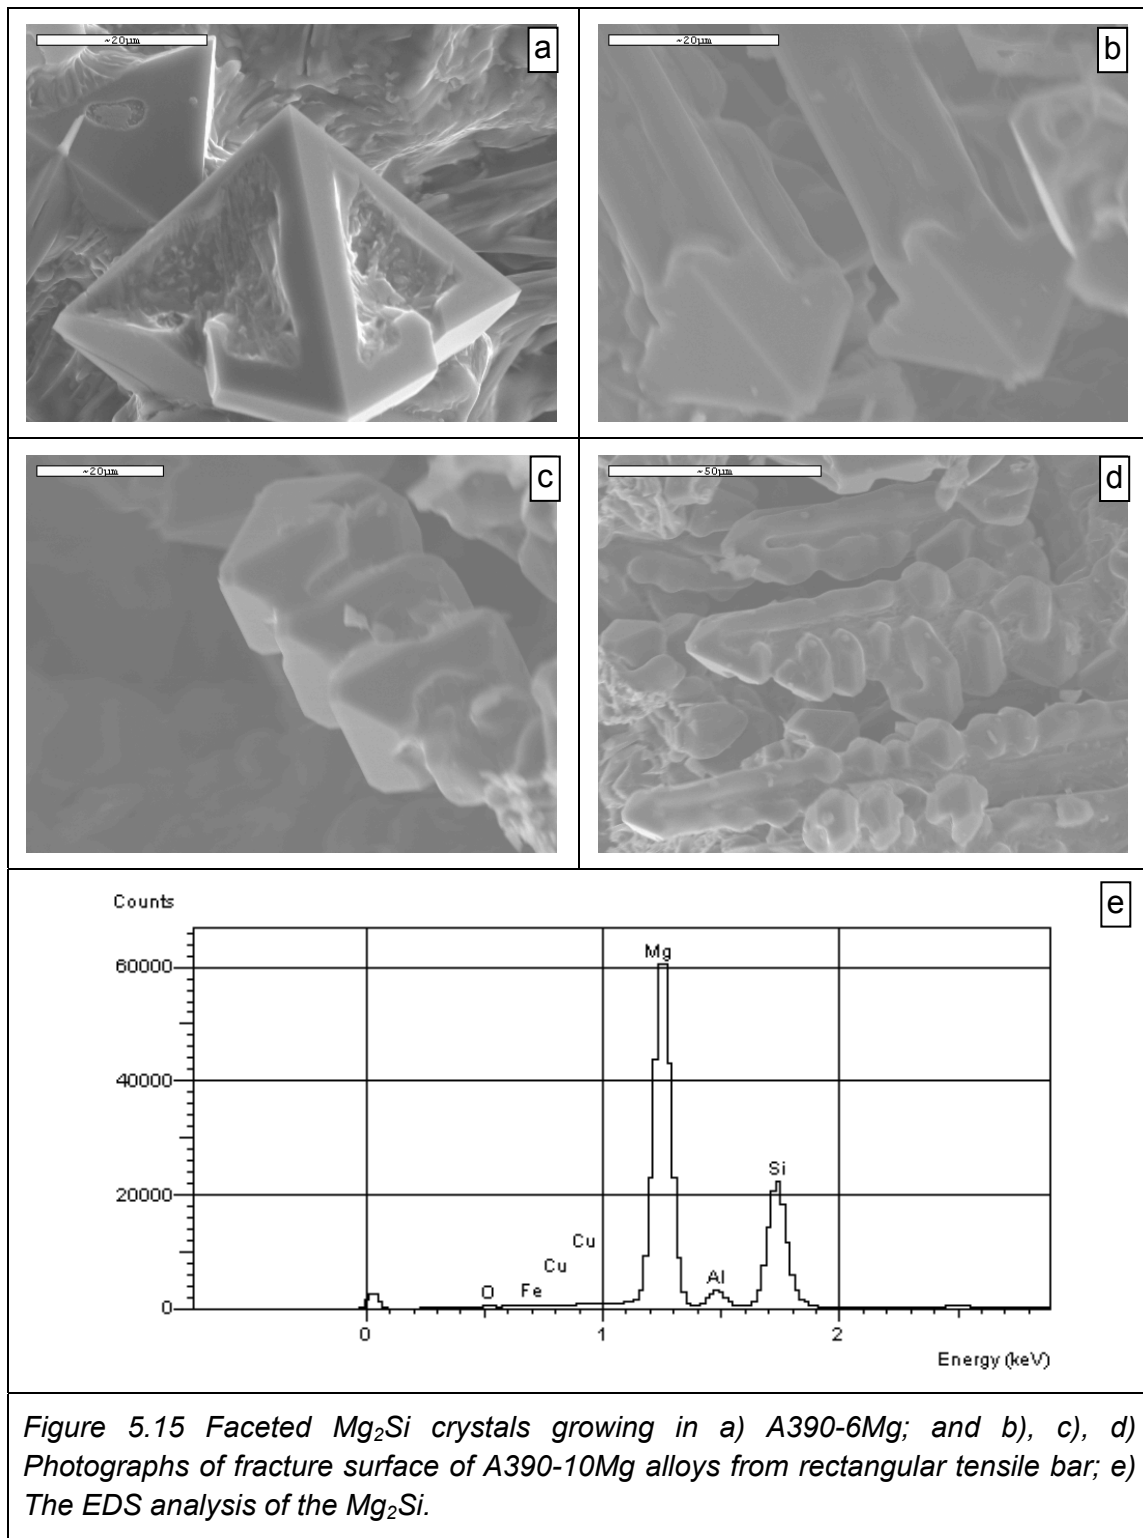 ~20µm
a
~20µm
b
~20µm
c
~50µm
d
Counts
e
60000
Mg
40000
Si
20000
Cu
Cu
Al
O
Fe
0
0
1
2
Energy (keV)
Figure 5.15 Faceted Mg₂Si crystals growing in a) A390-6Mg; and b), c), d)
Photographs of fracture surface of A390-10Mg alloys from rectangular tensile bar; e)
The EDS analysis of the Mg₂Si.